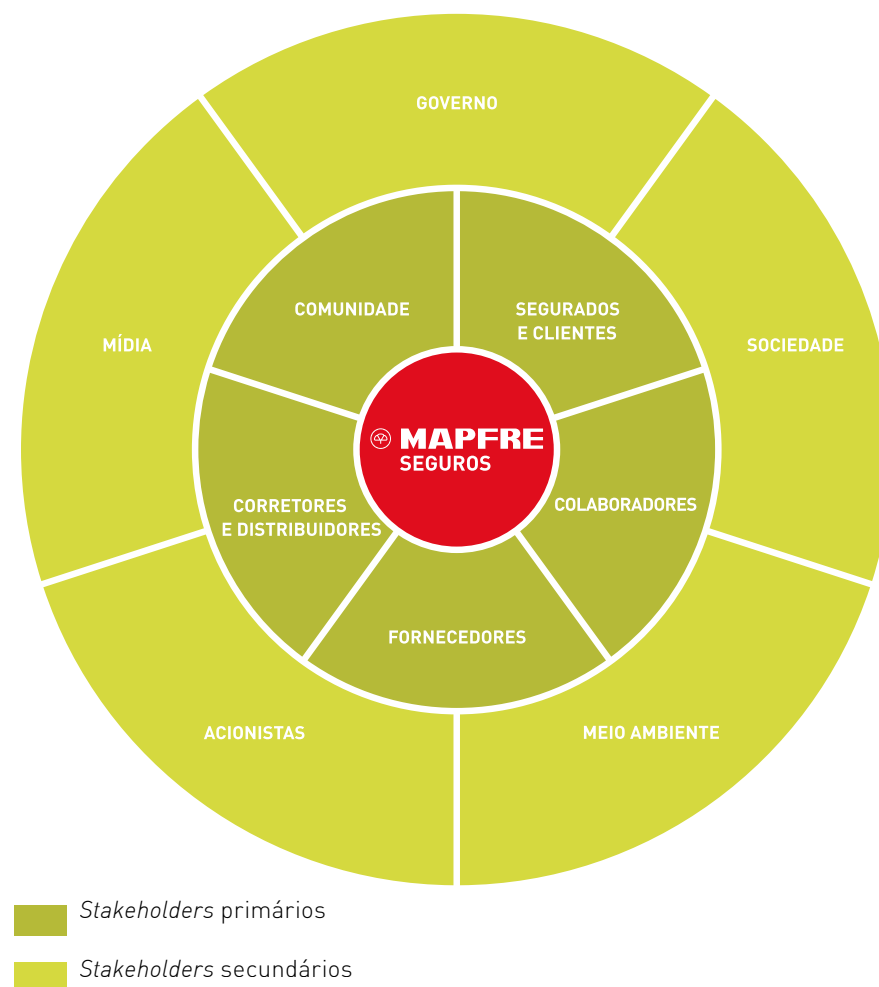 GOVERNO
COMUNIDADE
SEGURADOS
E CLIENTES
MÍDIA
SOCIEDADE
MAPFRE
SEGUROS
CORRETORES
E DISTRIBUIDORES
COLABORADORES
FORNECEDORES
ACIONISTAS
MEIO AMBIENTE
Stakeholders primários
Stakeholders secundários